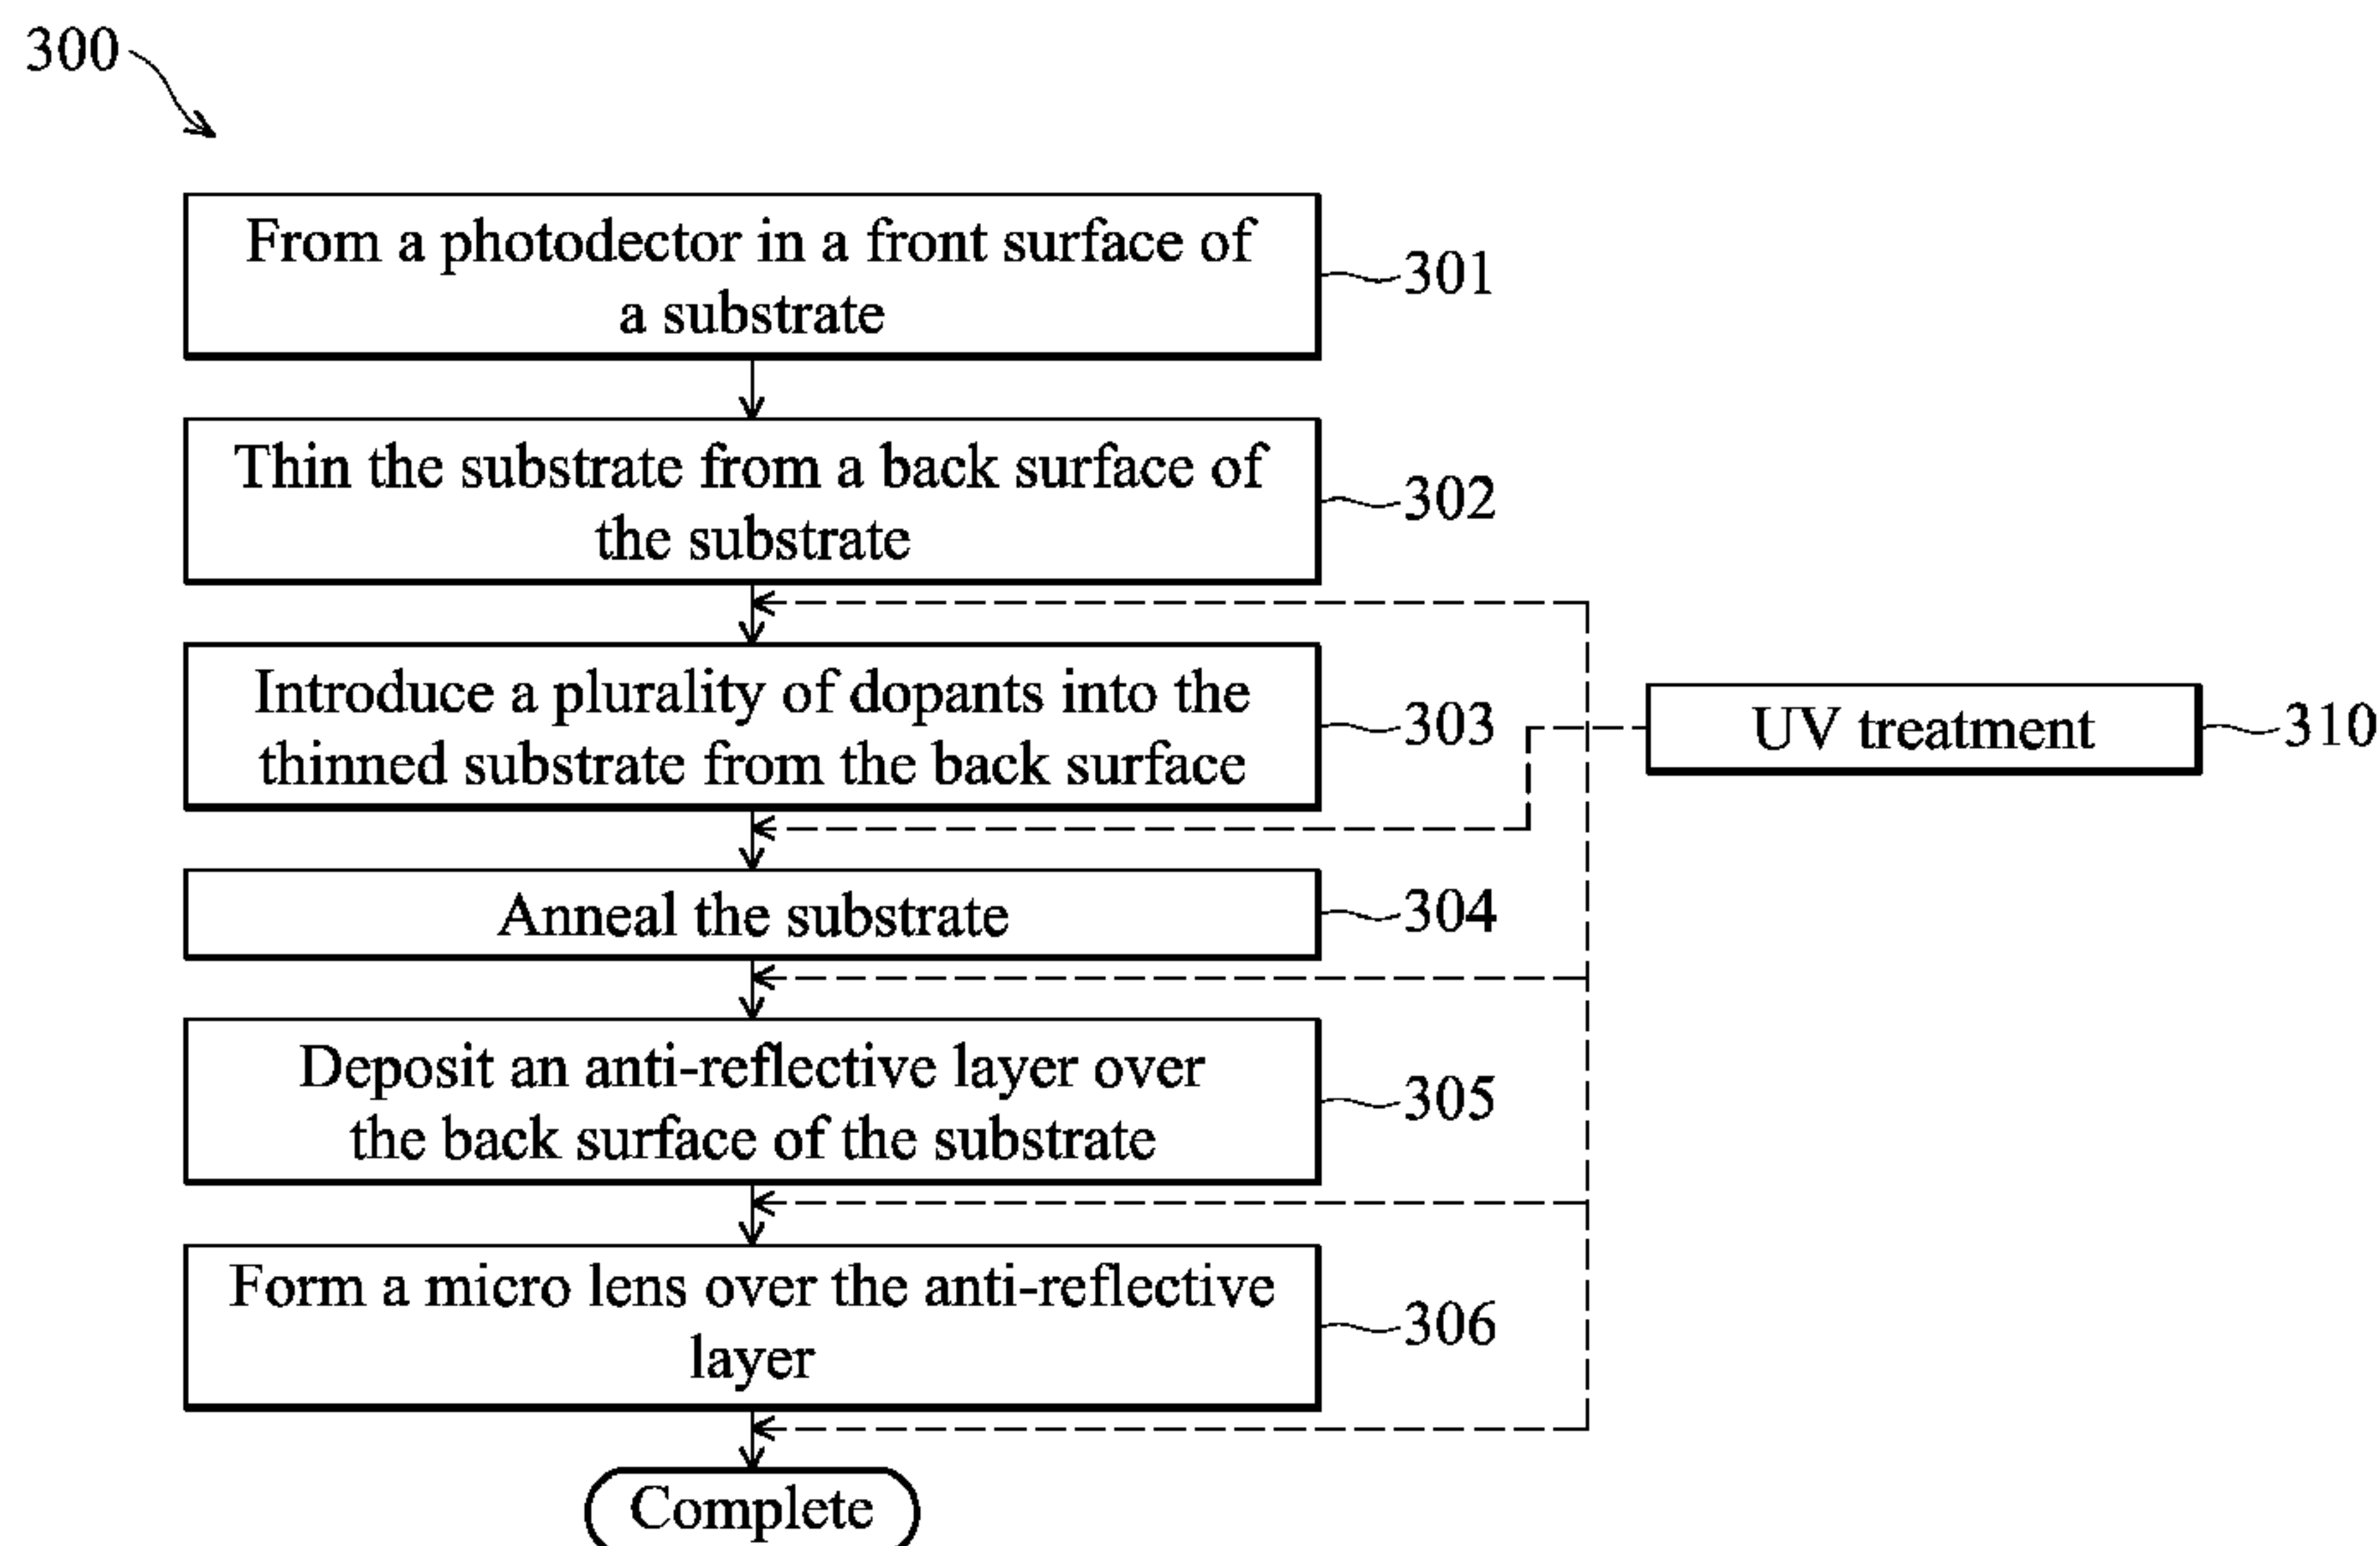 300
From a photodector in a front surface of
a substrate
301
Thin the substrate from a back surface of
the substrate
302
Introduce a plurality of dopants into the
thinned substrate from the back surface
303
UV treatment
310
Anneal the substrate
304
Deposit an anti-reflective layer over
the back surface of the substrate
305
Form a micro lens over the anti-reflective
layer
306
Complete